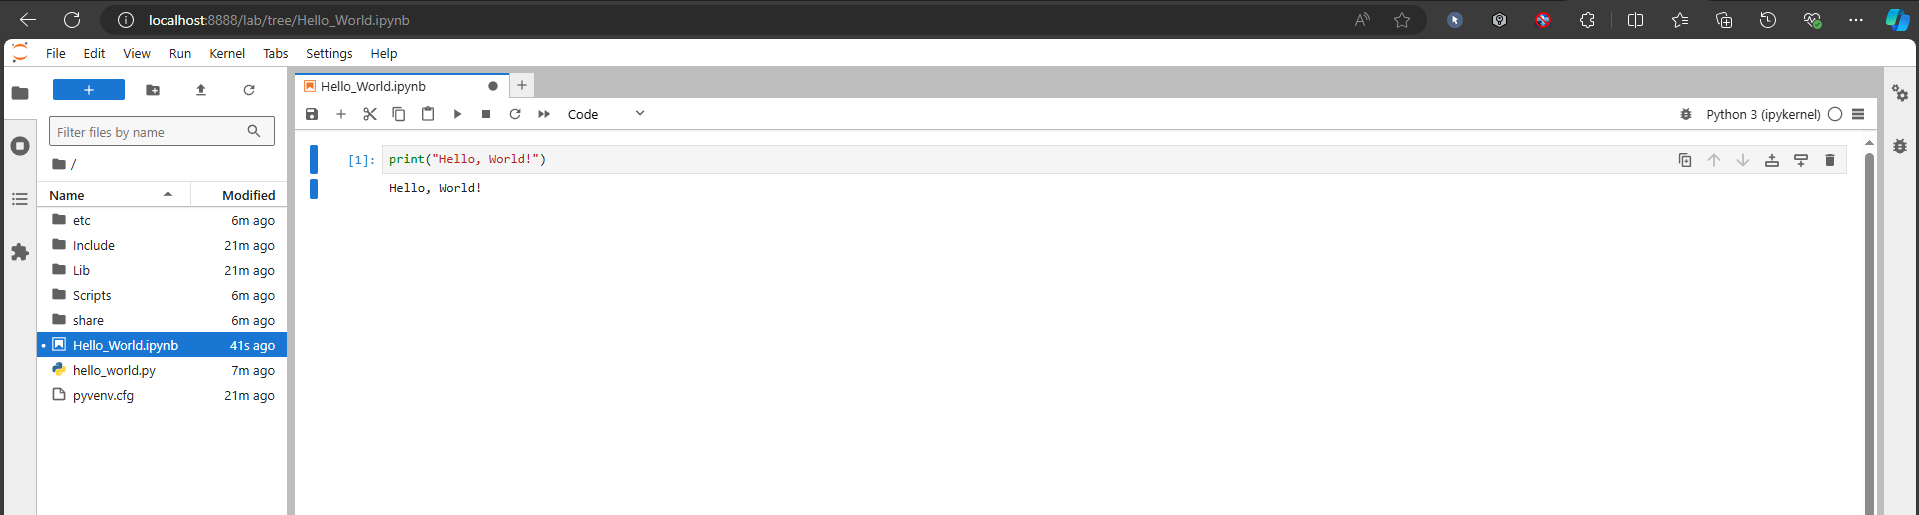 localhost:8888/lab/tree/Hello_World.ipynb
File Edit View Run Kernel Tabs Settings Help
Hello_World.ipynb
Code
Python 3 (ipykernel)
Filter files by name
/
Name Modified
etc 6m ago
Include 21m ago
Lib 21m ago
Scripts 6m ago
share 6m ago
Hello_World.ipynb 41s ago
hello_world.py 7m ago
pyvenv.cfg 21m ago
[1]: print("Hello, World!")
Hello, World!